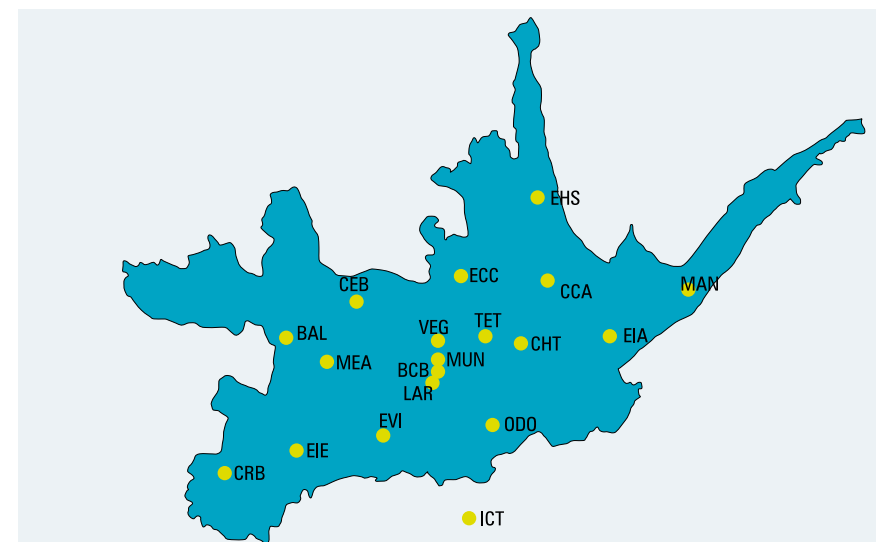 EHS
ECC
CCA
MAN
CEB
BAL
VEG
TET
CHT
EIA
MEA
MUN
BCB
LAR
EVI
ODO
EIE
CRB
ICT